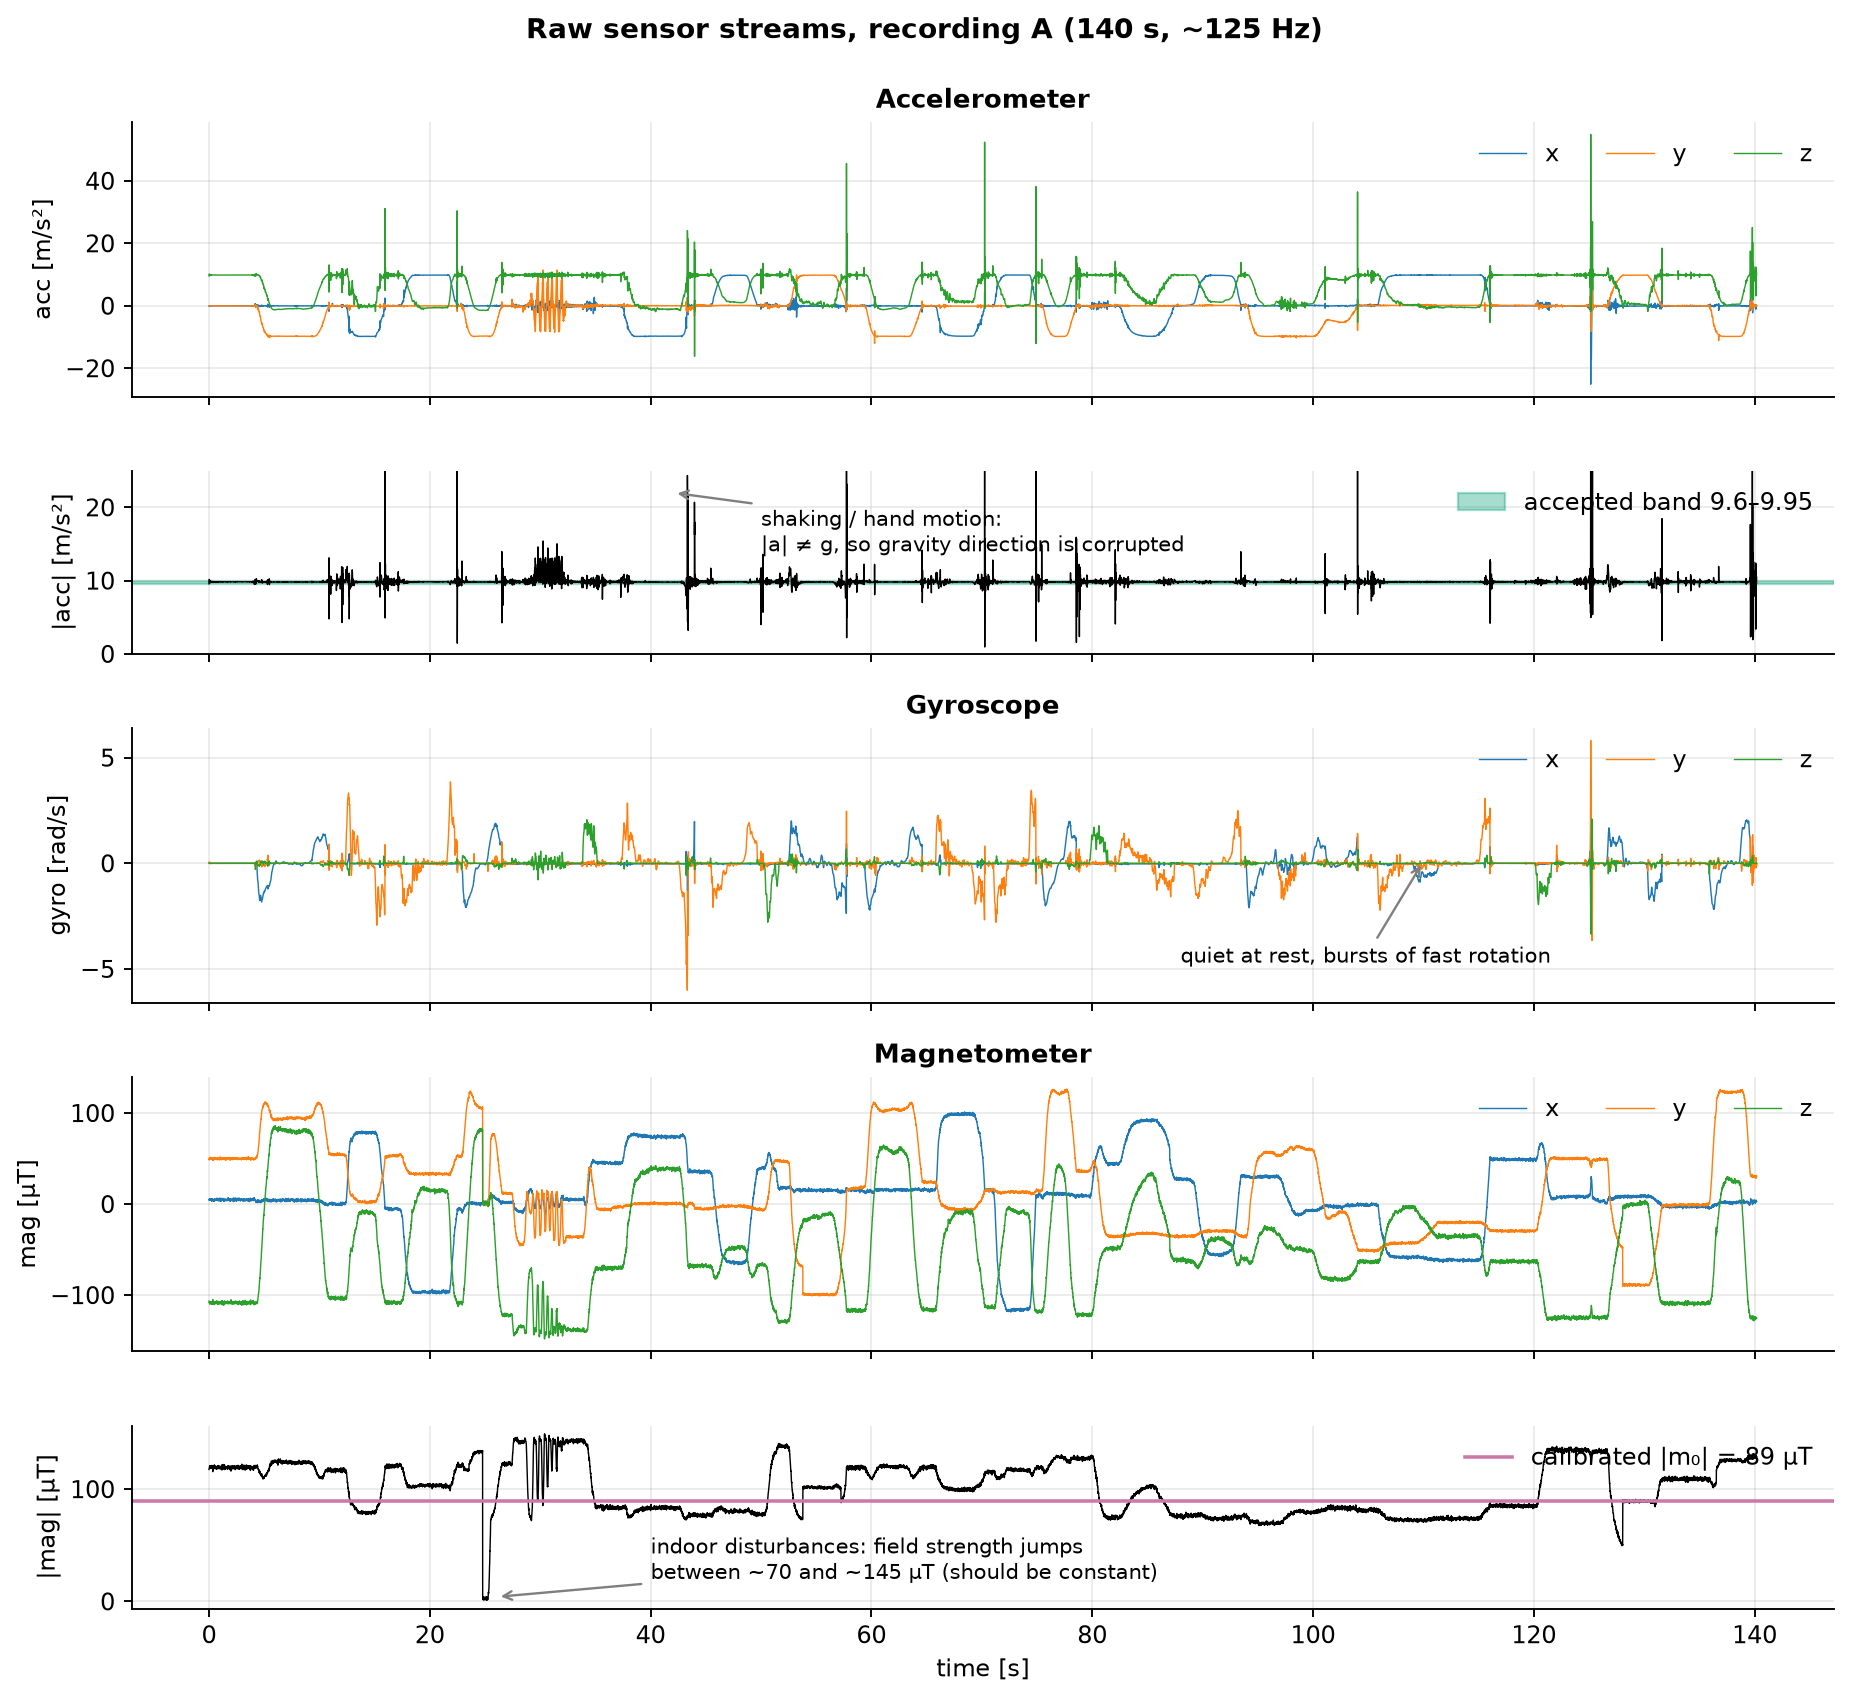 Raw sensor streams, recording A (140 s, ~125 Hz)
Accelerometer
acc [m/s²]
40
20
0
−20
x y z
|acc| [m/s²]
20
10
0
shaking / hand motion:
|a| ≠ g, so gravity direction is corrupted
accepted band 9.6–9.95
Gyroscope
gyro [rad/s]
5
0
−5
x y z
quiet at rest, bursts of fast rotation
Magnetometer
mag [µT]
100
0
−100
x y z
|mag| [µT]
100
0
calibrated |m₀| = 89 µT
indoor disturbances: field strength jumps
between ~70 and ~145 µT (should be constant)
0 20 40 60 80 100 120 140
time [s]